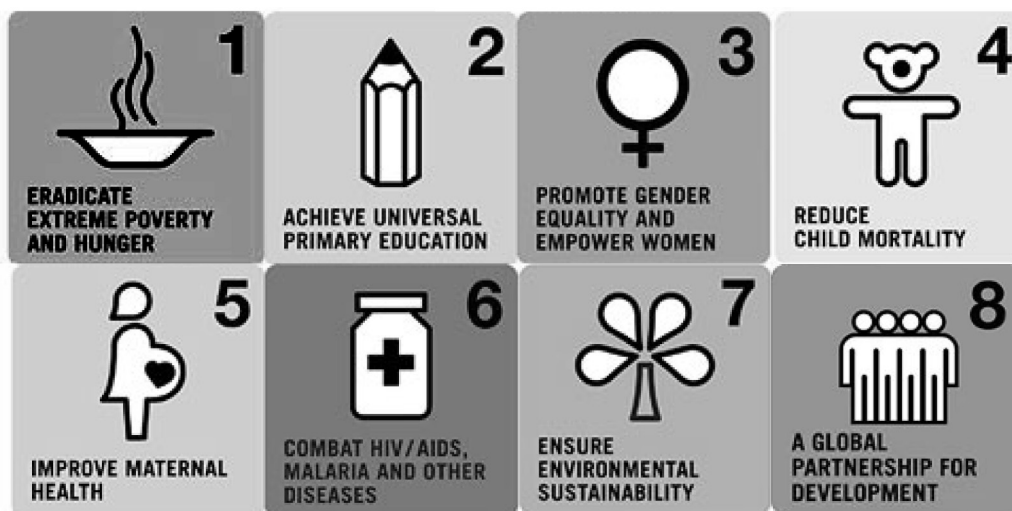 1
ERADICATE
EXTREME POVERTY
AND HUNGER
2
ACHIEVE UNIVERSAL
PRIMARY EDUCATION
3
PROMOTE GENDER
EQUALITY AND
EMPOWER WOMEN
4
REDUCE
CHILD MORTALITY
5
IMPROVE MATERNAL
HEALTH
6
COMBAT HIV/AIDS,
MALARIA AND OTHER
DISEASES
7
ENSURE
ENVIRONMENTAL
SUSTAINABILITY
8
A GLOBAL
PARTNERSHIP FOR
DEVELOPMENT